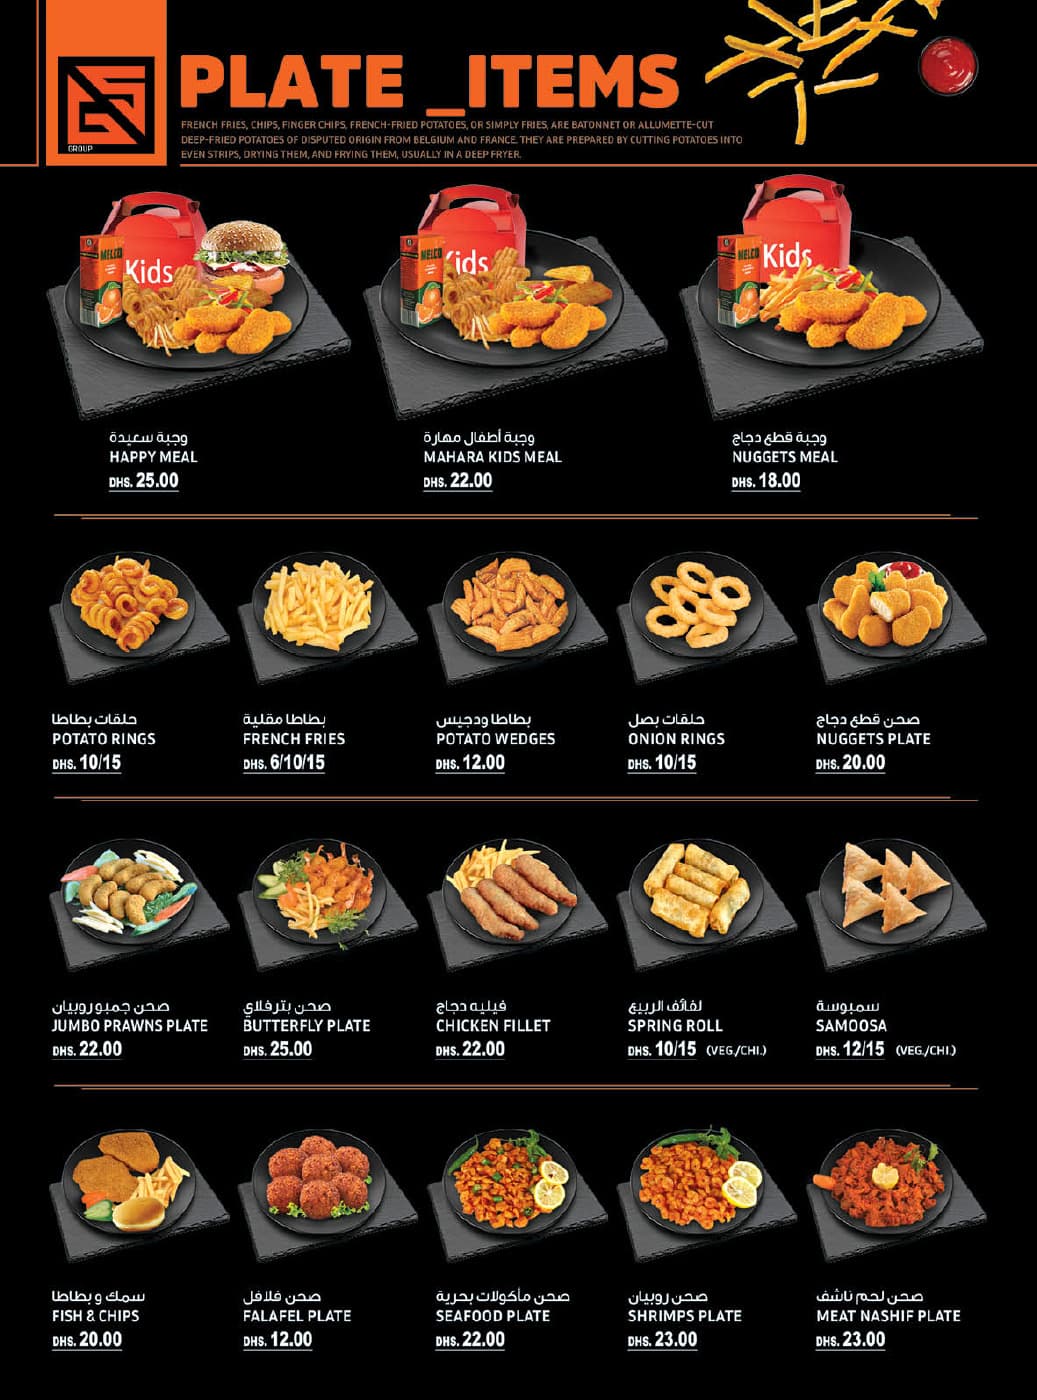 GROUP
PLATE _ITEMS
FRENCH FRIES, CHIPS, FINGER CHIPS, FRENCH-FRIED POTATOES, OR SIMPLY FRIES, ARE BATONNET OR ALLUMETTE-CUT
DEEP-FRIED POTATOES OF DISPUTED ORIGIN FROM BELGIUM AND FRANCE. THEY ARE PREPARED BY CUTTING POTATOES INTO
EVEN STRIPS, DRYING THEM, AND FRYING THEM, USUALLY IN A DEEP FRYER.
MELCO
Kids
MELCO
Kids
MELCO
Kids
وجبة سعيدة
HAPPY MEAL
DHS. 25.00
وجبة أطفال مهارة
MAHARA KIDS MEAL
DHS. 22.00
وجبة قطع دجاج
NUGGETS MEAL
DHS. 18.00
حلقات بطاطا
POTATO RINGS
DHS. 10/15
بطاطا مقلية
FRENCH FRIES
DHS. 6/10/15
بطاطا ودجيس
POTATO WEDGES
DHS. 12.00
حلقات بصل
ONION RINGS
DHS. 10/15
صحن قطع دجاج
NUGGETS PLATE
DHS. 20.00
صحن جمبو روبيان
JUMBO PRAWNS PLATE
DHS. 22.00
صحن بترفلاي
BUTTERFLY PLATE
DHS. 25.00
فيليه دجاج
CHICKEN FILLET
DHS. 22.00
لفائف الربيع
SPRING ROLL
DHS. 10/15 (VEG./CHI.)
سمبوسة
SAMOOSA
DHS. 12/15 (VEG./CHI.)
سمك و بطاطا
FISH & CHIPS
DHS. 20.00
صحن فلافل
FALAFEL PLATE
DHS. 12.00
صحن مأكولات بحرية
SEAFOOD PLATE
DHS. 22.00
صحن روبيان
SHRIMPS PLATE
DHS. 23.00
صحن لحم ناشف
MEAT NASHIF PLATE
DHS. 23.00